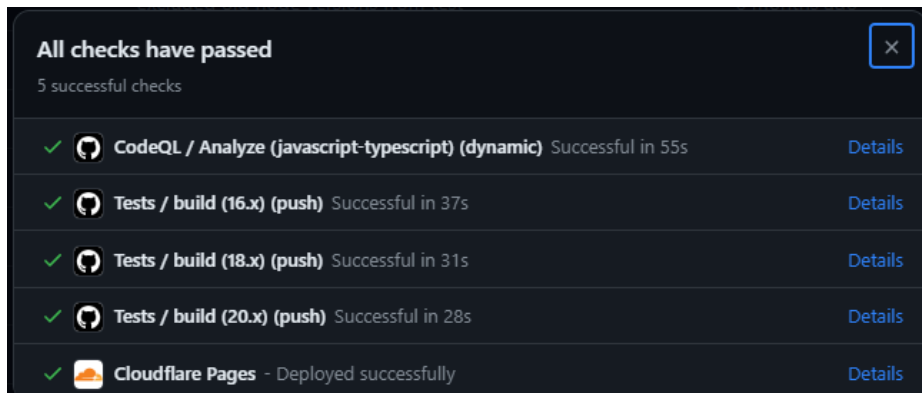 All checks have passed
5 successful checks
CodeQL / Analyze (javascript-typescript) (dynamic) Successful in 55s Details
Tests / build (16.x) (push) Successful in 37s Details
Tests / build (18.x) (push) Successful in 31s Details
Tests / build (20.x) (push) Successful in 28s Details
Cloudflare Pages - Deployed successfully Details